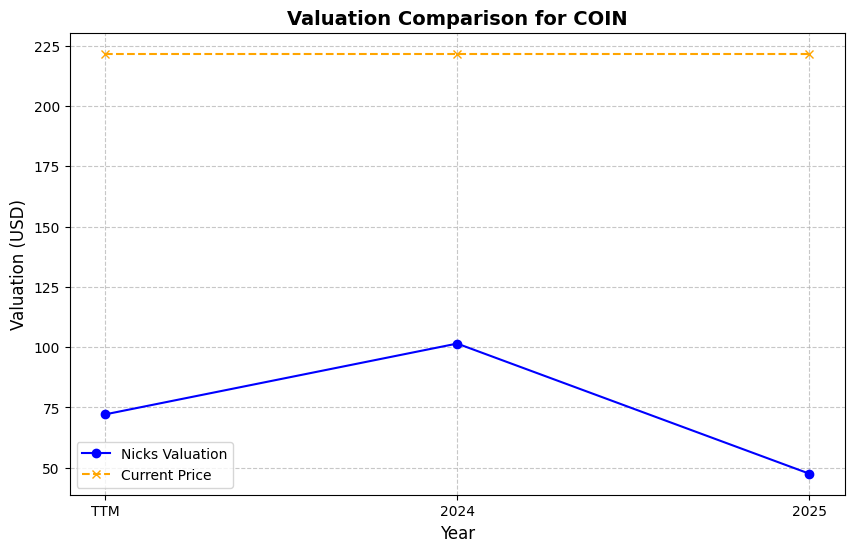 Valuation Comparison for COIN
Valuation (USD)
225
200
175
150
125
100
75
50
Nicks Valuation
Current Price
TTM
2024
2025
Year